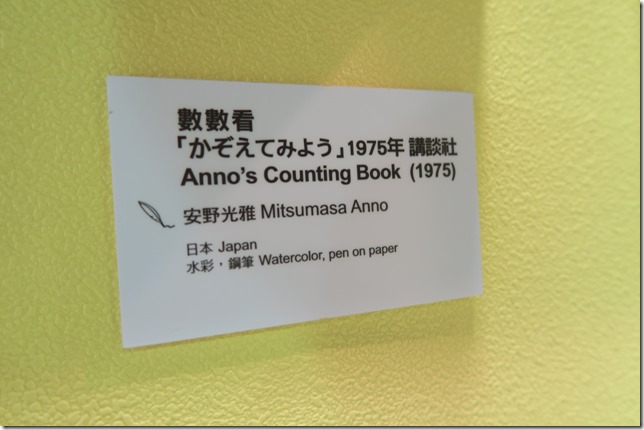 數數看
「かぞえてみよう」1975年 講談社
Anno's Counting Book (1975)
安野光雅 Mitsumasa Anno
日本 Japan
水彩，鋼筆 Watercolor, pen on paper